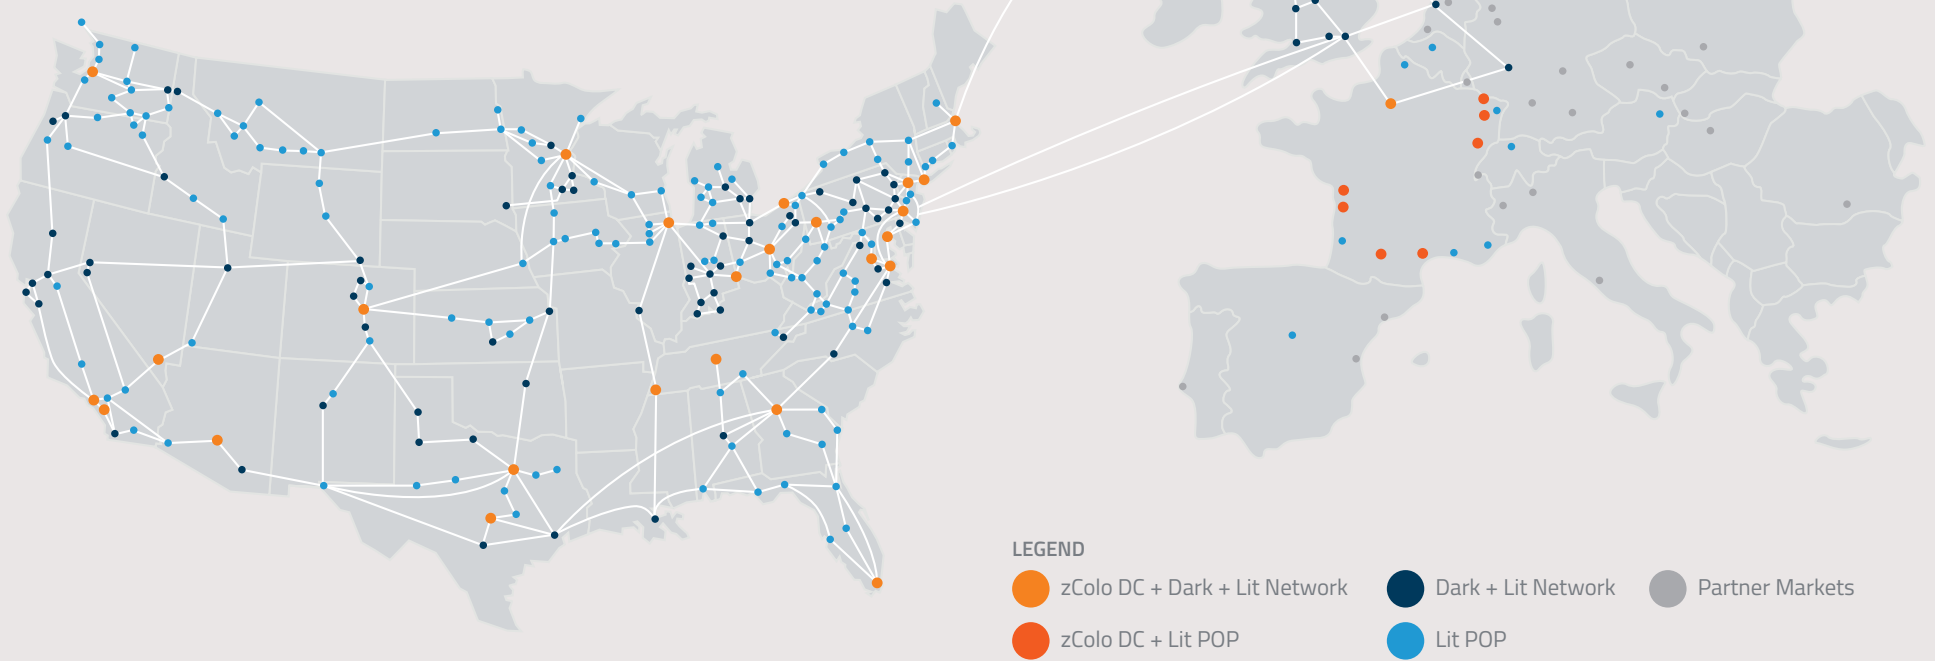 LEGEND
zColo DC + Dark + Lit Network
Dark + Lit Network
Partner Markets
zColo DC + Lit POP
Lit POP